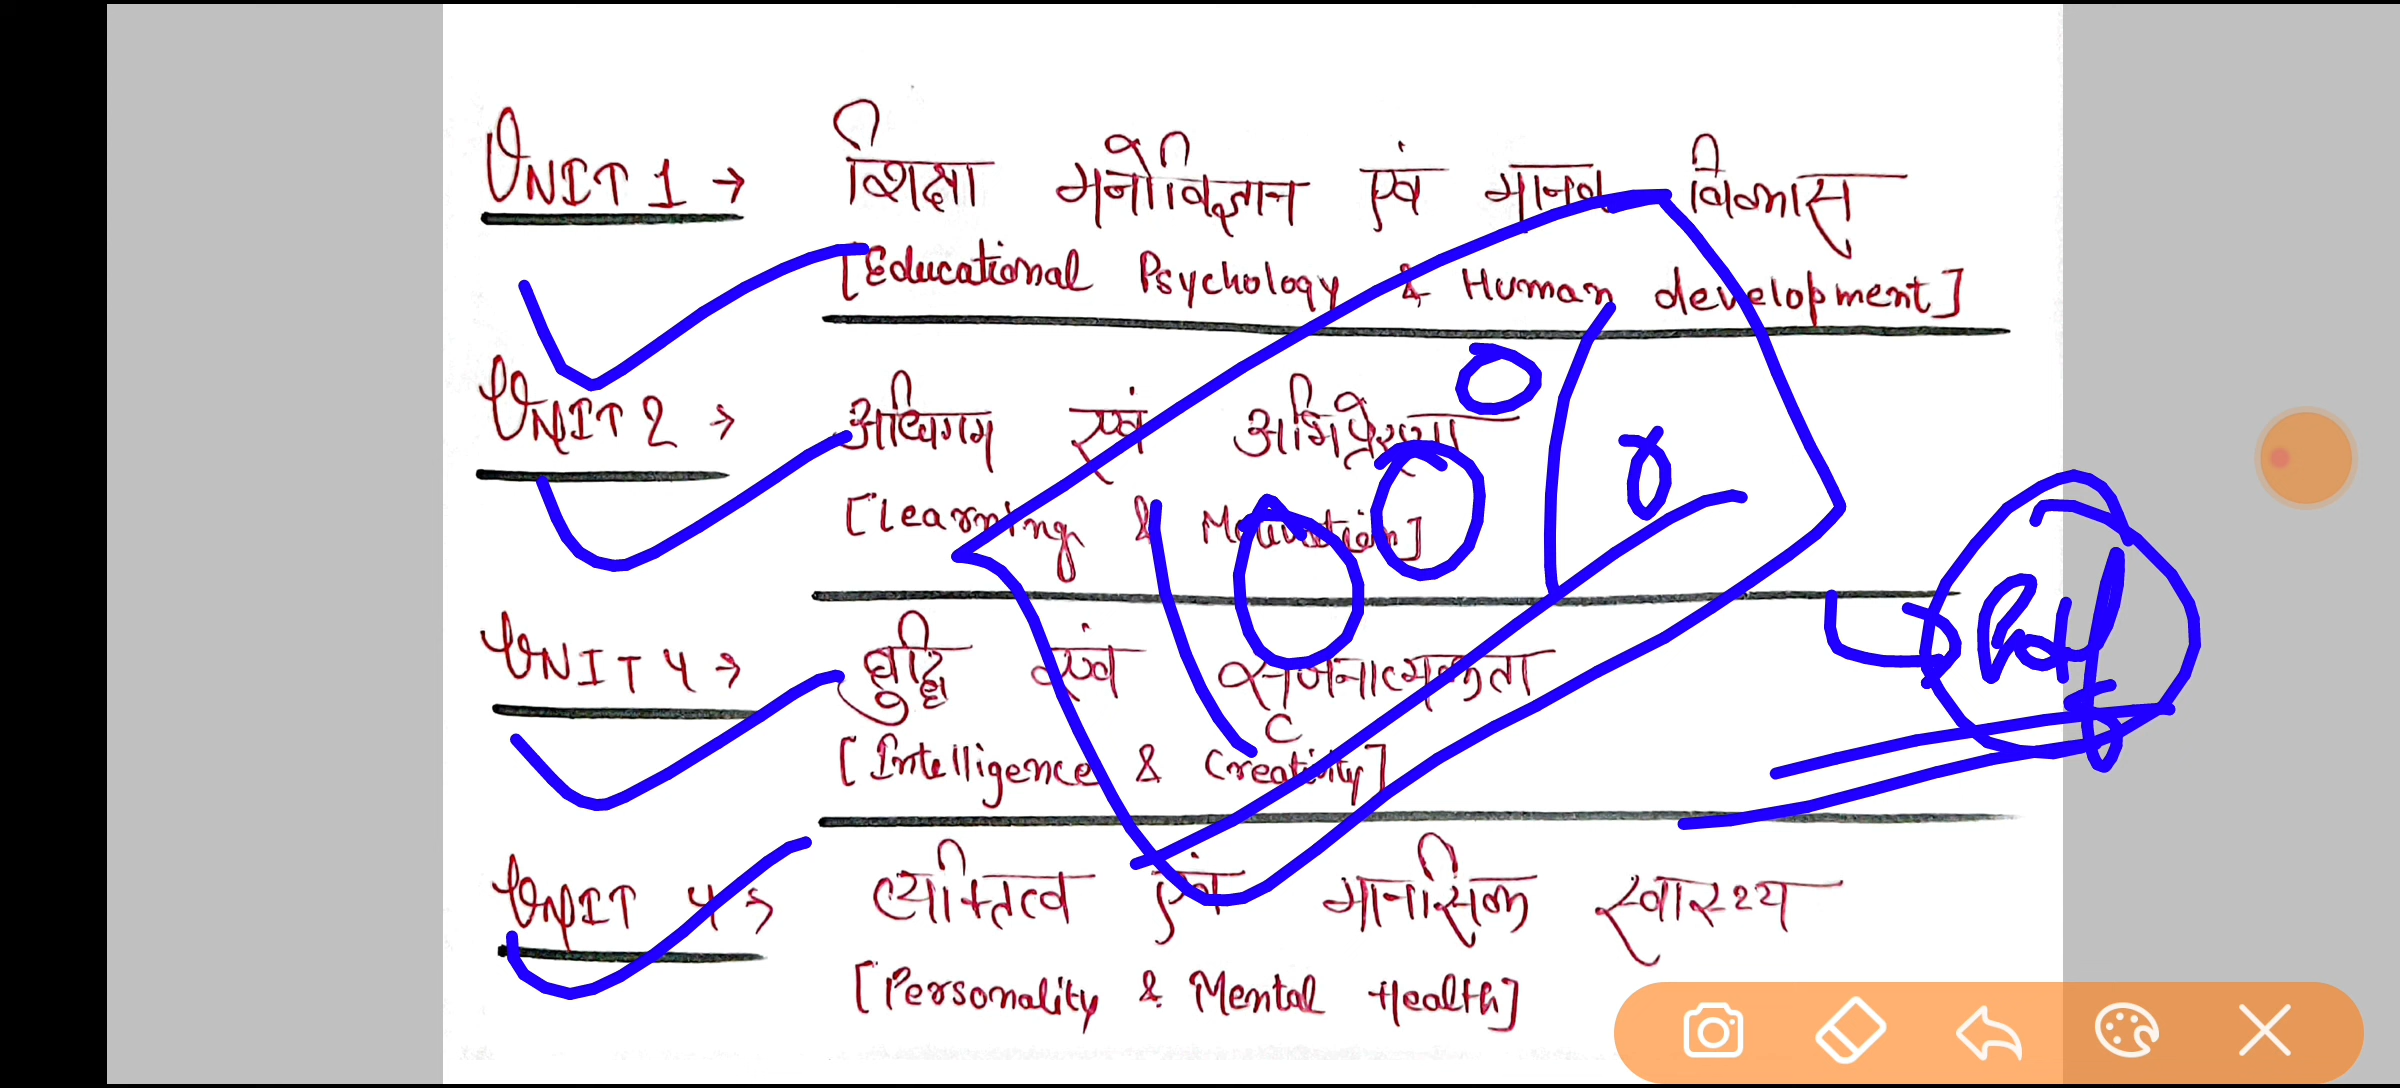 UNIT 1 → शिक्षा मनोविज्ञान एवं मानव विकास
[Educational Psychology & Human development]
UNIT 2 → अधिगम एवं अभिप्रेरणा
[Learning & Motivation]
UNIT 4 → बुद्धि एवं सृजनात्मकता
[Intelligence & Creativity]
UNIT 4 → व्यक्तित्व एवं मानसिक स्वास्थ्य
[Personality & Mental Health]